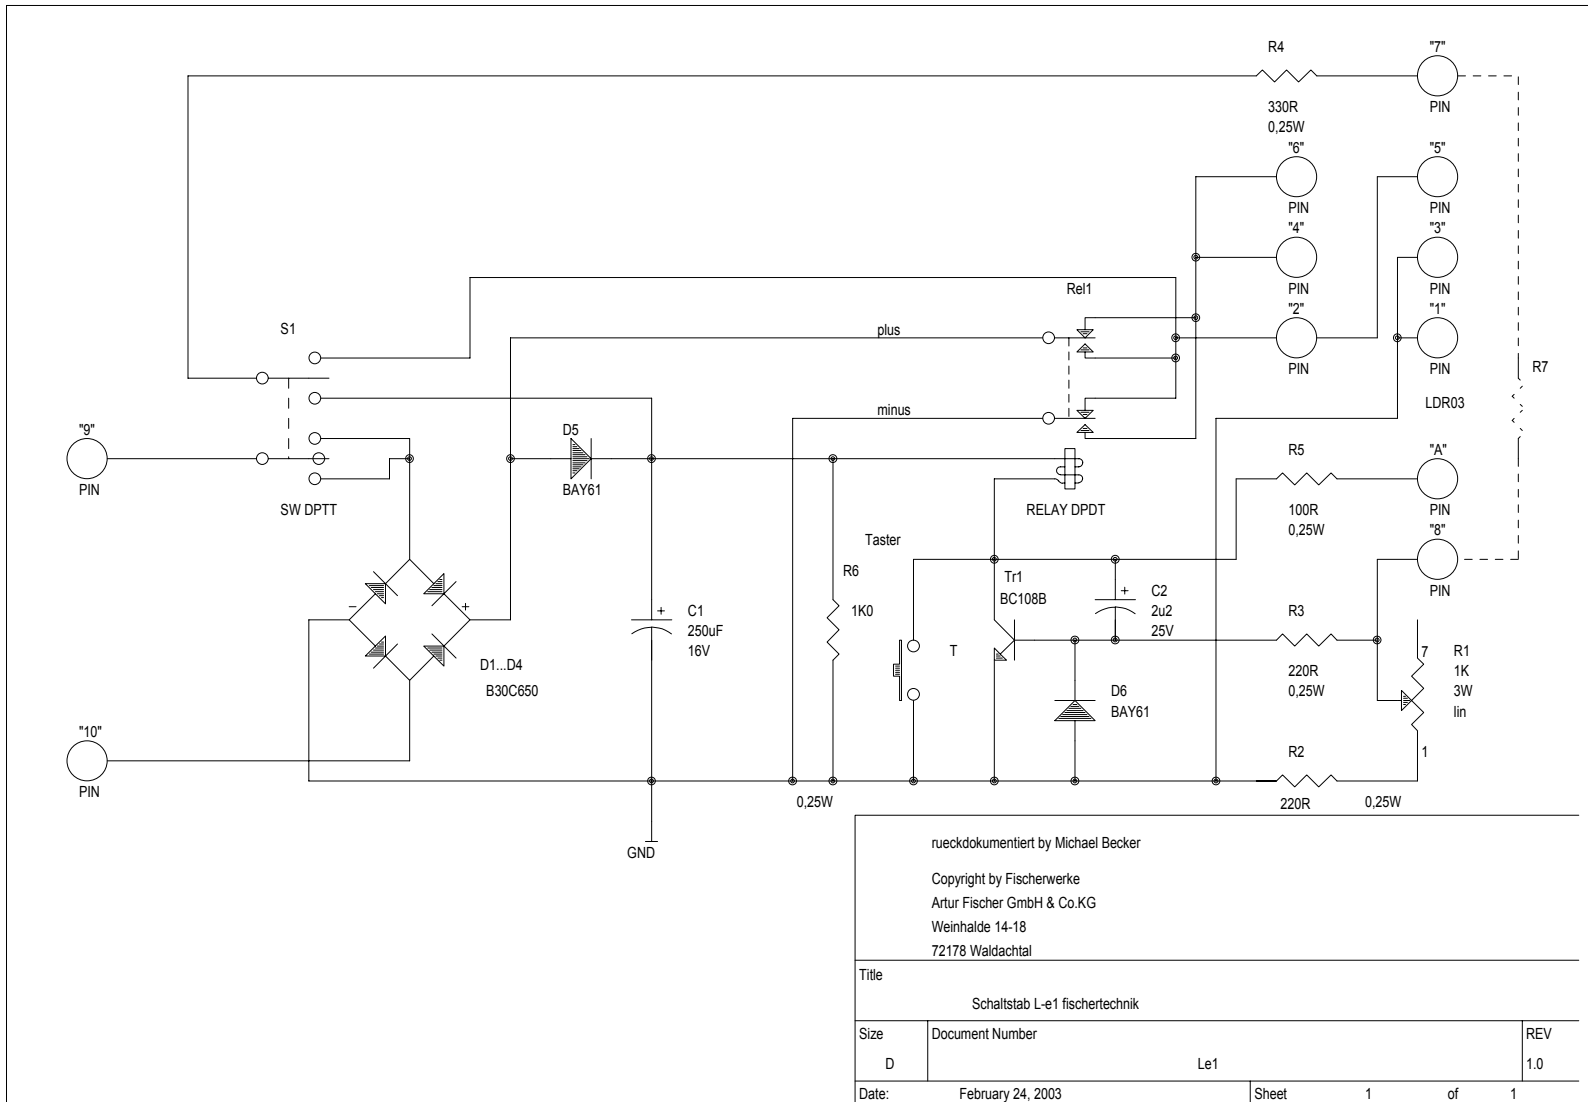 R4
"7"
330R
0,25W
PIN
"6"
"5"
PIN
PIN
"4"
"3"
PIN
PIN
Rel1
"2"
"1"
S1
plus
PIN
PIN
R7
LDR03
minus
"9"
D5
R5
"A"
PIN
SW DPTT
BAY61
RELAY DPDT
100R
0,25W
PIN
"8"
Taster
R6
1K0
Tr1
BC108B
+
C2
2u2
25V
PIN
R3
−
+
+
C1
250uF
16V
T
220R
0,25W
7
R1
1K
3W
lin
D1...D4
B30C650
D6
BAY61
"10"
R2
1
PIN
0,25W
220R
0,25W
GND
rueckdokumentiert by Michael Becker
Copyright by Fischerwerke
Artur Fischer GmbH & Co.KG
Weinhalde 14-18
72178 Waldachtal
Title
Schaltstab L-e1 fischertechnik
Size
Document Number
REV
D
Le1
1.0
Date:
February 24, 2003
Sheet 1 of 1